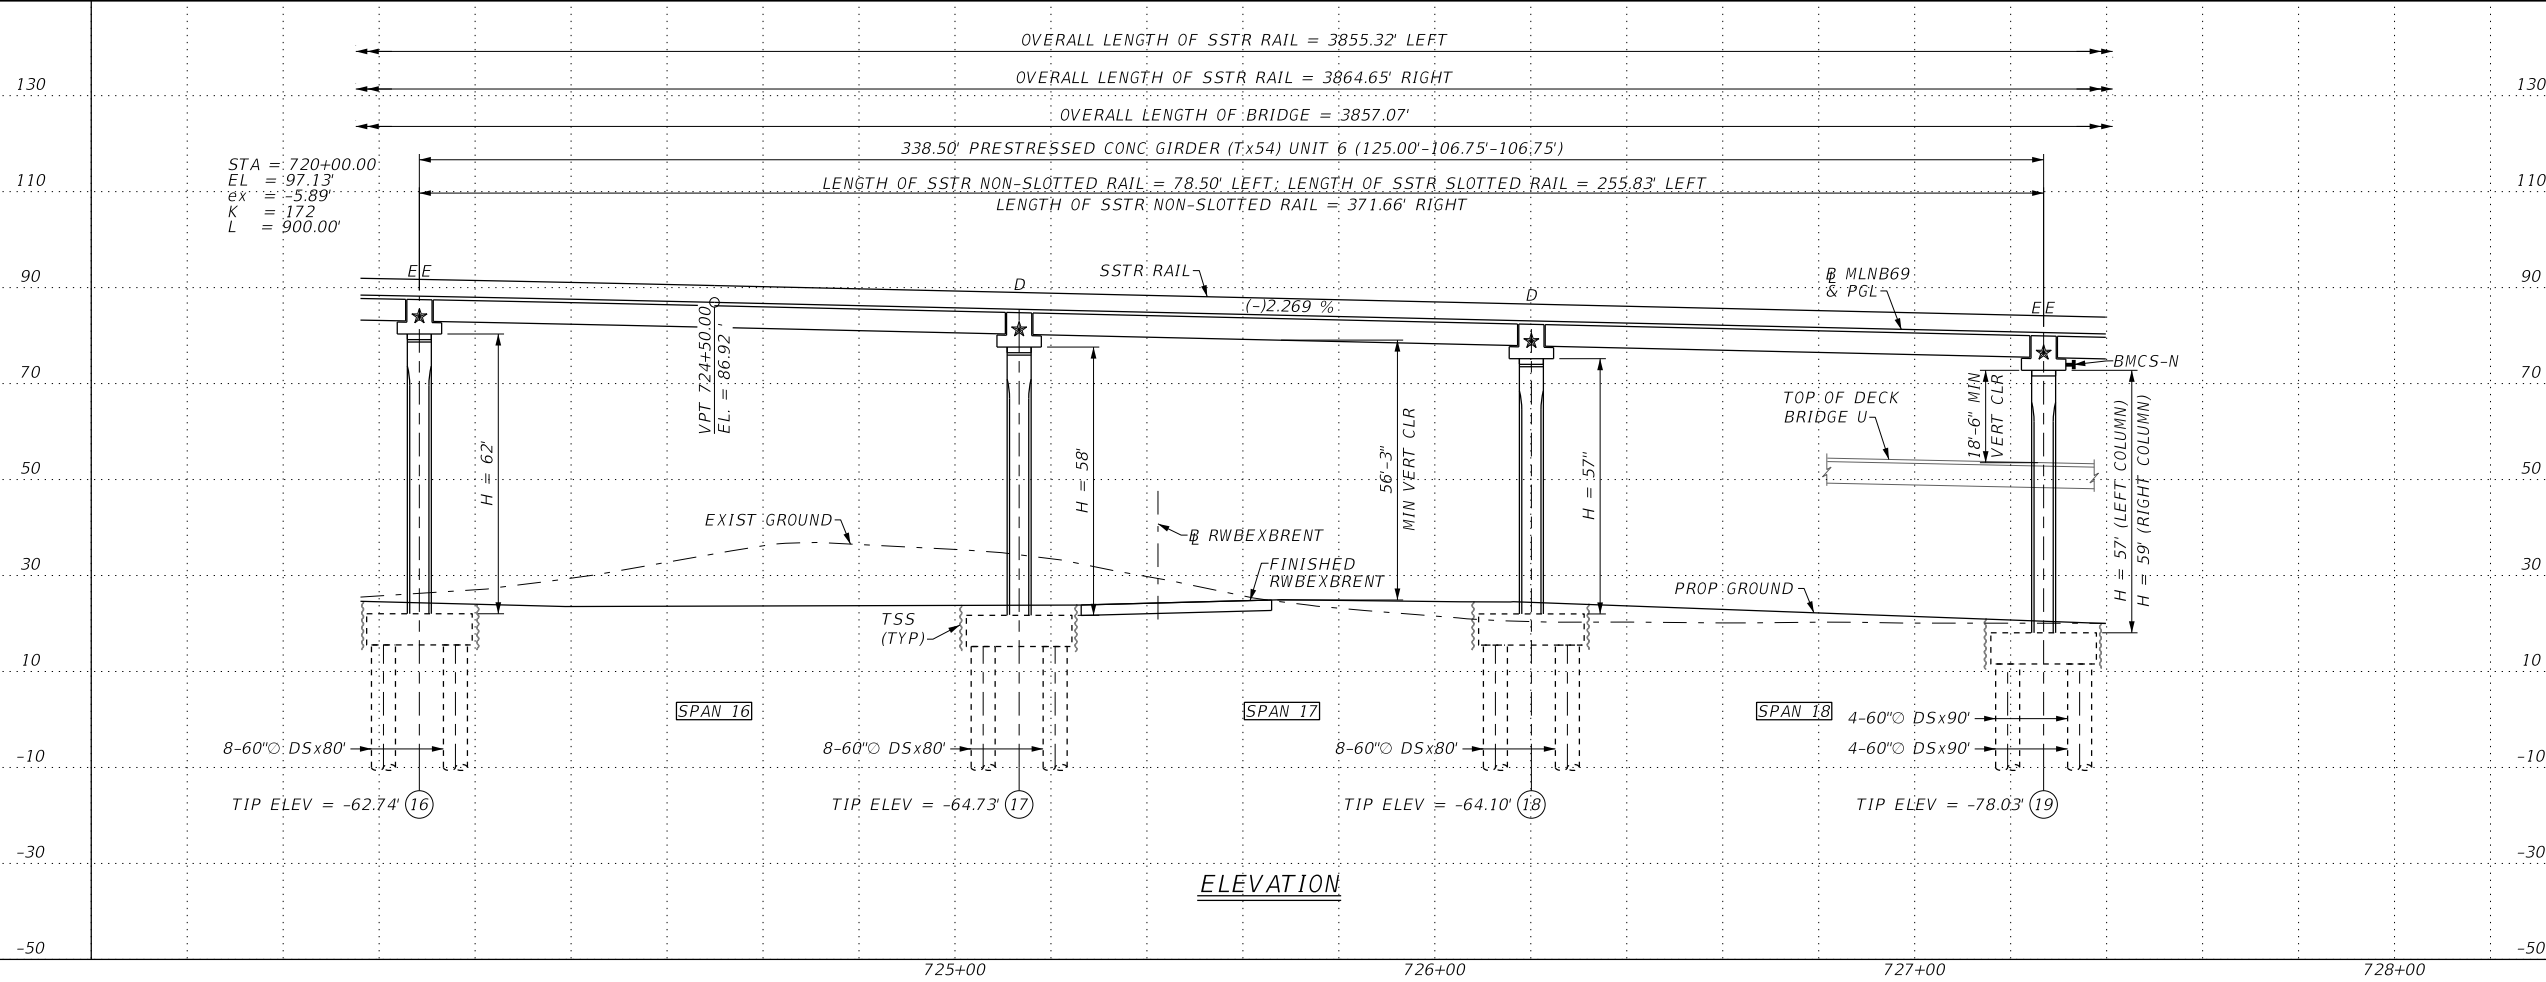 OVERALL LENGTH OF SSTR RAIL = 3855.32' LEFT
OVERALL LENGTH OF SSTR RAIL = 3864.65' RIGHT
130
130
OVERALL LENGTH OF BRIDGE = 3857.07'
338.50' PRESTRESSED CONC GIRDER (Tx54) UNIT 6 (125.00'-106.75'-106.75')
STA = 720+00.00
EL = 97.13'
ex = -5.89'
K = 172
L = 900.00'
110
110
LENGTH OF SSTR NON-SLOTTED RAIL = 78.50' LEFT; LENGTH OF SSTR SLOTTED RAIL = 255.83' LEFT
LENGTH OF SSTR NON-SLOTTED RAIL = 371.66' RIGHT
90
90
E E
D
SSTR RAIL
D
BL MLNB69
& PGL
E E
(-)2.269 %
VPT 724+50.00
EL. = 86.92'
BMCS-N
70
70
TOP OF DECK
BRIDGE U
18'-6" MIN
VERT CLR
H = 62'
H = 58'
56'-3"
MIN VERT CLR
H = 57"
H = 57' (LEFT COLUMN)
H = 59' (RIGHT COLUMN)
50
50
EXIST GROUND
BL RWBEXBRENT
FINISHED
RWBEXBRENT
30
30
PROP GROUND
TSS
(TYP)
10
10
SPAN 16
SPAN 17
SPAN 18
4-60"∅ DSx90'
8-60"∅ DSx80'
8-60"∅ DSx80'
8-60"∅ DSx80'
4-60"∅ DSx90'
-10
-10
TIP ELEV = -62.74' 16
TIP ELEV = -64.73' 17
TIP ELEV = -64.10' 18
TIP ELEV = -78.03' 19
-30
-30
ELEVATION
-50
-50
725+00
726+00
727+00
728+00